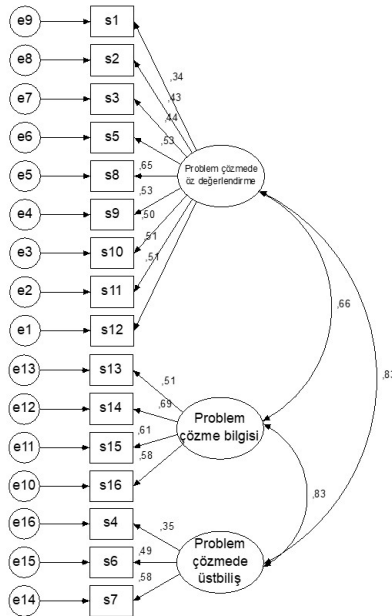 e9 s1
e8 s2
e7 s3
e6 s5
e5 s8
e4 s9
e3 s10
e2 s11
e1 s12
,34
,43
,44
,53
,65
,53
,50
,51
,51
Problem çözmede
öz değerlendirme
,66
e13 s13
e12 s14
e11 s15
e10 s16
,51
,69
,61
,58
Problem
çözme bilgisi
,83
e16 s4
e15 s6
e14 s7
,35
,49
,58
Problem
çözmede
üstbiliş